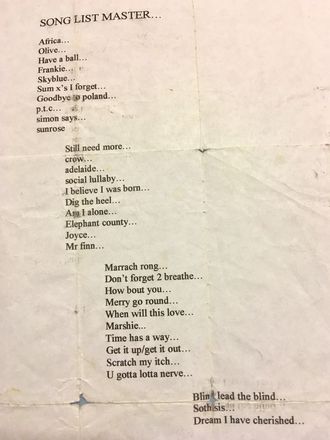 SONG LIST MASTER…
Africa…
Olive…
Have a ball…
Frankie…
Skyblue…
Sum x's I forget…
Goodbye to poland…
p.t.c…
simon says…
sunrose
Still need more…
crow…
adelaide…
social lullaby…
I believe I was born…
Dig the heel…
Am I alone…
Elephant county…
Joyce…
Mr finn…
Marrach rong…
Don't forget 2 breathe…
How bout you…
Merry go round…
When will this love…
Marshie...
Time has a way…
Get it up/get it out…
Scratch my itch…
U gotta lotta nerve…
Blind lead the blind…
Soth sis…
Dream I have cherished…